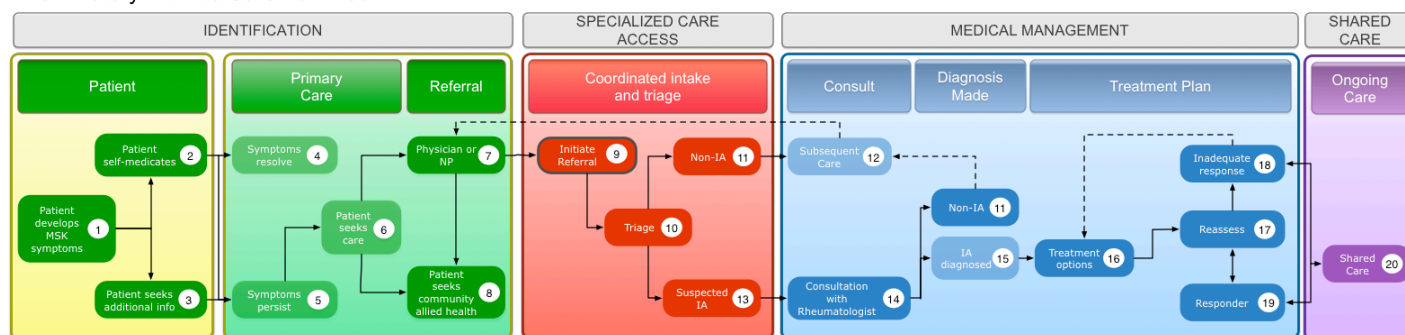 IDENTIFICATION
SPECIALIZED CARE
ACCESS
MEDICAL MANAGEMENT
SHARED
CARE
Patient
Primary
Care
Referral
Coordinated intake
and triage
Consult
Diagnosis
Made
Treatment Plan
Ongoing
Care
Patient
develops
MSK
symptoms
1
Patient
self-medicates
2
Patient seeks
additional info
3
Symptoms
resolve
4
Symptoms
persist
5
Patient
seeks
care
6
Physician or
NP
7
Patient
seeks
community
allied health
8
Initiate
Referral
9
Triage
10
Non-IA
11
Suspected
IA
13
Subsequent
Care
12
Consultation
with
Rheumatologist
14
Non-IA
11
IA
diagnosed
15
Treatment
options
16
Inadequate
response
18
Reassess
17
Responder
19
Shared
Care
20